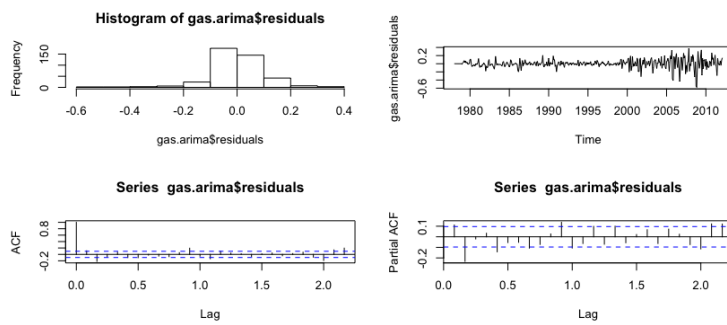 Histogram of gas.arima$residuals
Frequency
0 150
-0.6 -0.4 -0.2 0.0 0.2 0.4
gas.arima$residuals
gas.arima$residuals
-0.6 0.2
1980 1985 1990 1995 2000 2005 2010
Time
Series gas.arima$residuals
ACF
-0.2 0.8
0.0 0.5 1.0 1.5 2.0
Lag
Series gas.arima$residuals
Partial ACF
-0.2 0.1
0.0 0.5 1.0 1.5 2.0
Lag